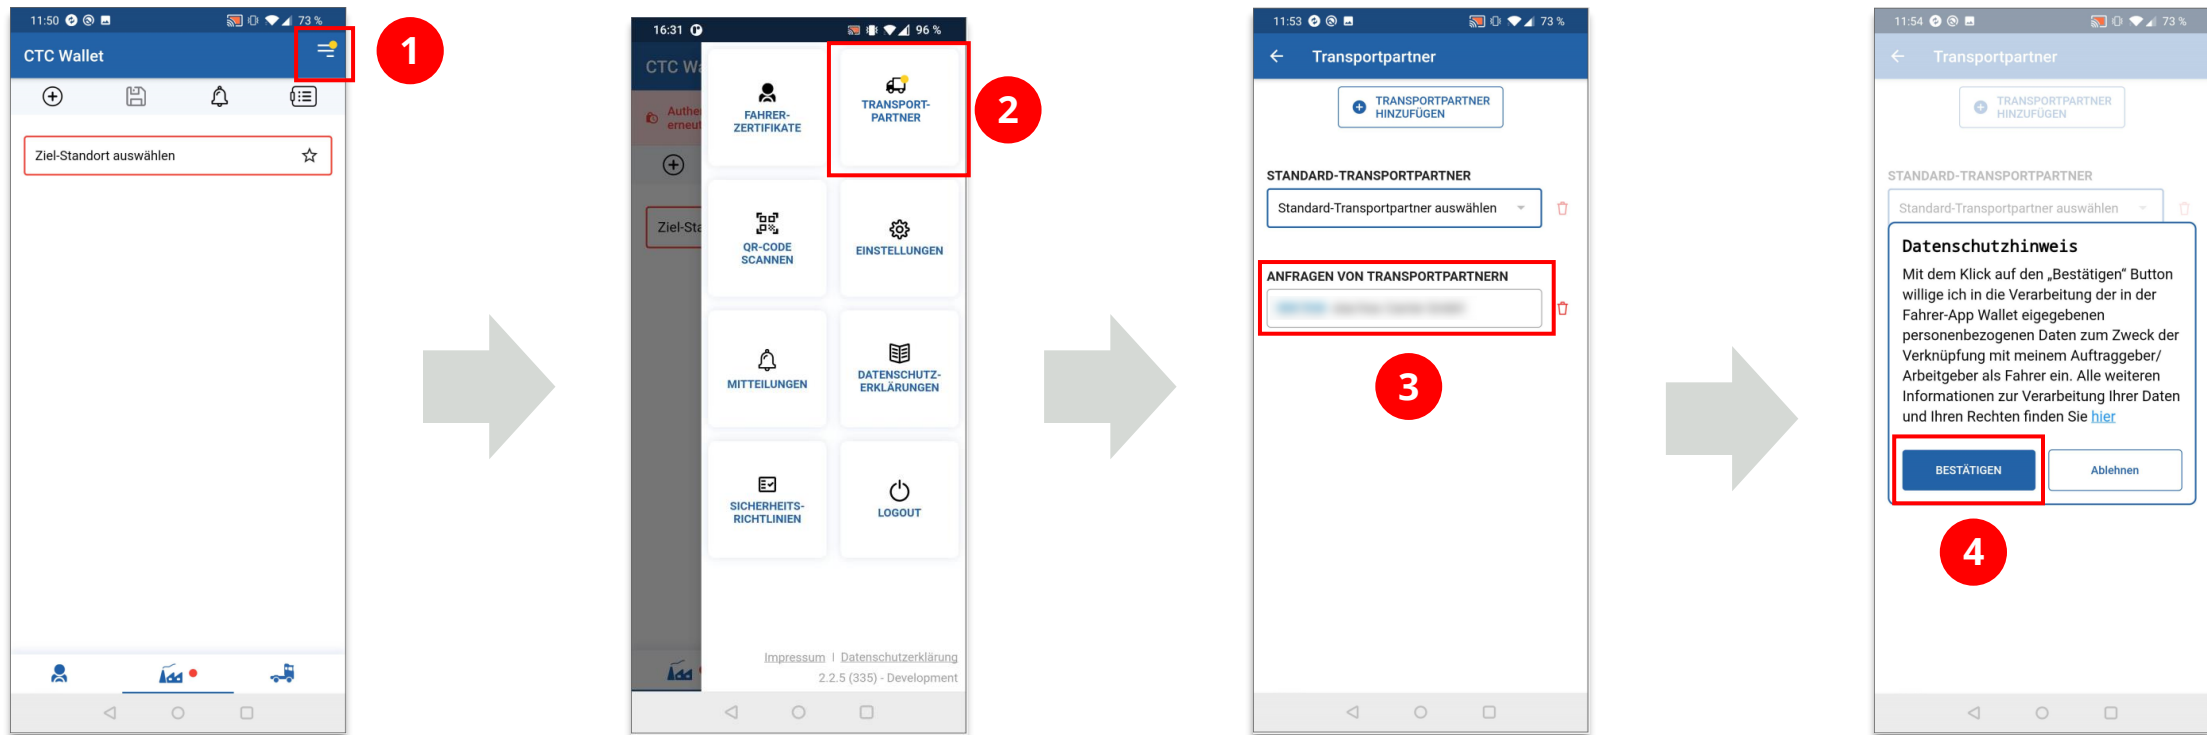 11:50
73 %
CTC Wallet
Ziel-Standort auswählen
1
16:31
96 %
CTC Wa
Authe
erneut
Ziel-Sta
FAHRER-
ZERTIFIKATE
TRANSPORT-
PARTNER
QR-CODE
SCANNEN
EINSTELLUNGEN
MITTEILUNGEN
DATENSCHUTZ-
ERKLÄRUNGEN
SICHERHEITS-
RICHTLINIEN
LOGOUT
Impressum | Datenschutzerklärung
2.2.5 (335) - Development
2
11:53
73 %
Transportpartner
TRANSPORTPARTNER
HINZUFÜGEN
STANDARD-TRANSPORTPARTNER
Standard-Transportpartner auswählen
ANFRAGEN VON TRANSPORTPARTNERN
3
11:54
73 %
Transportpartner
TRANSPORTPARTNER
HINZUFÜGEN
STANDARD-TRANSPORTPARTNER
Standard-Transportpartner auswählen
Datenschutzhinweis
Mit dem Klick auf den „Bestätigen" Button
willige ich in die Verarbeitung der in der
Fahrer-App Wallet eigegebenen
personenbezogenen Daten zum Zweck der
Verknüpfung mit meinem Auftraggeber/
Arbeitgeber als Fahrer ein. Alle weiteren
Informationen zur Verarbeitung Ihrer Daten
und Ihren Rechten finden Sie hier
BESTÄTIGEN
Ablehnen
4